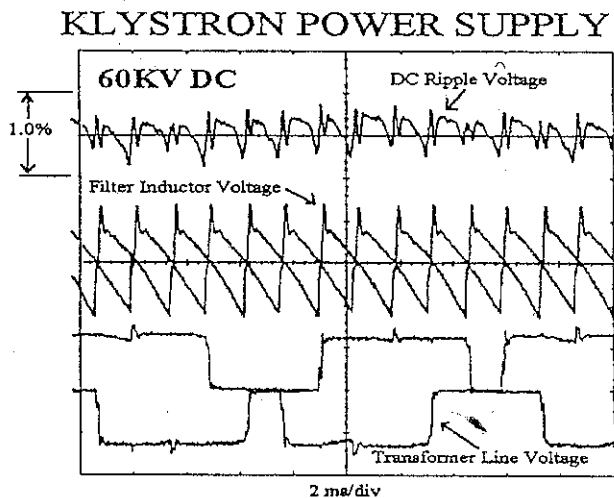 KLYSTRON POWER SUPPLY
60KV DC
DC Ripple Voltage
1.0%
Filter Inductor Voltage
Transformer Line Voltage
2 ms/div